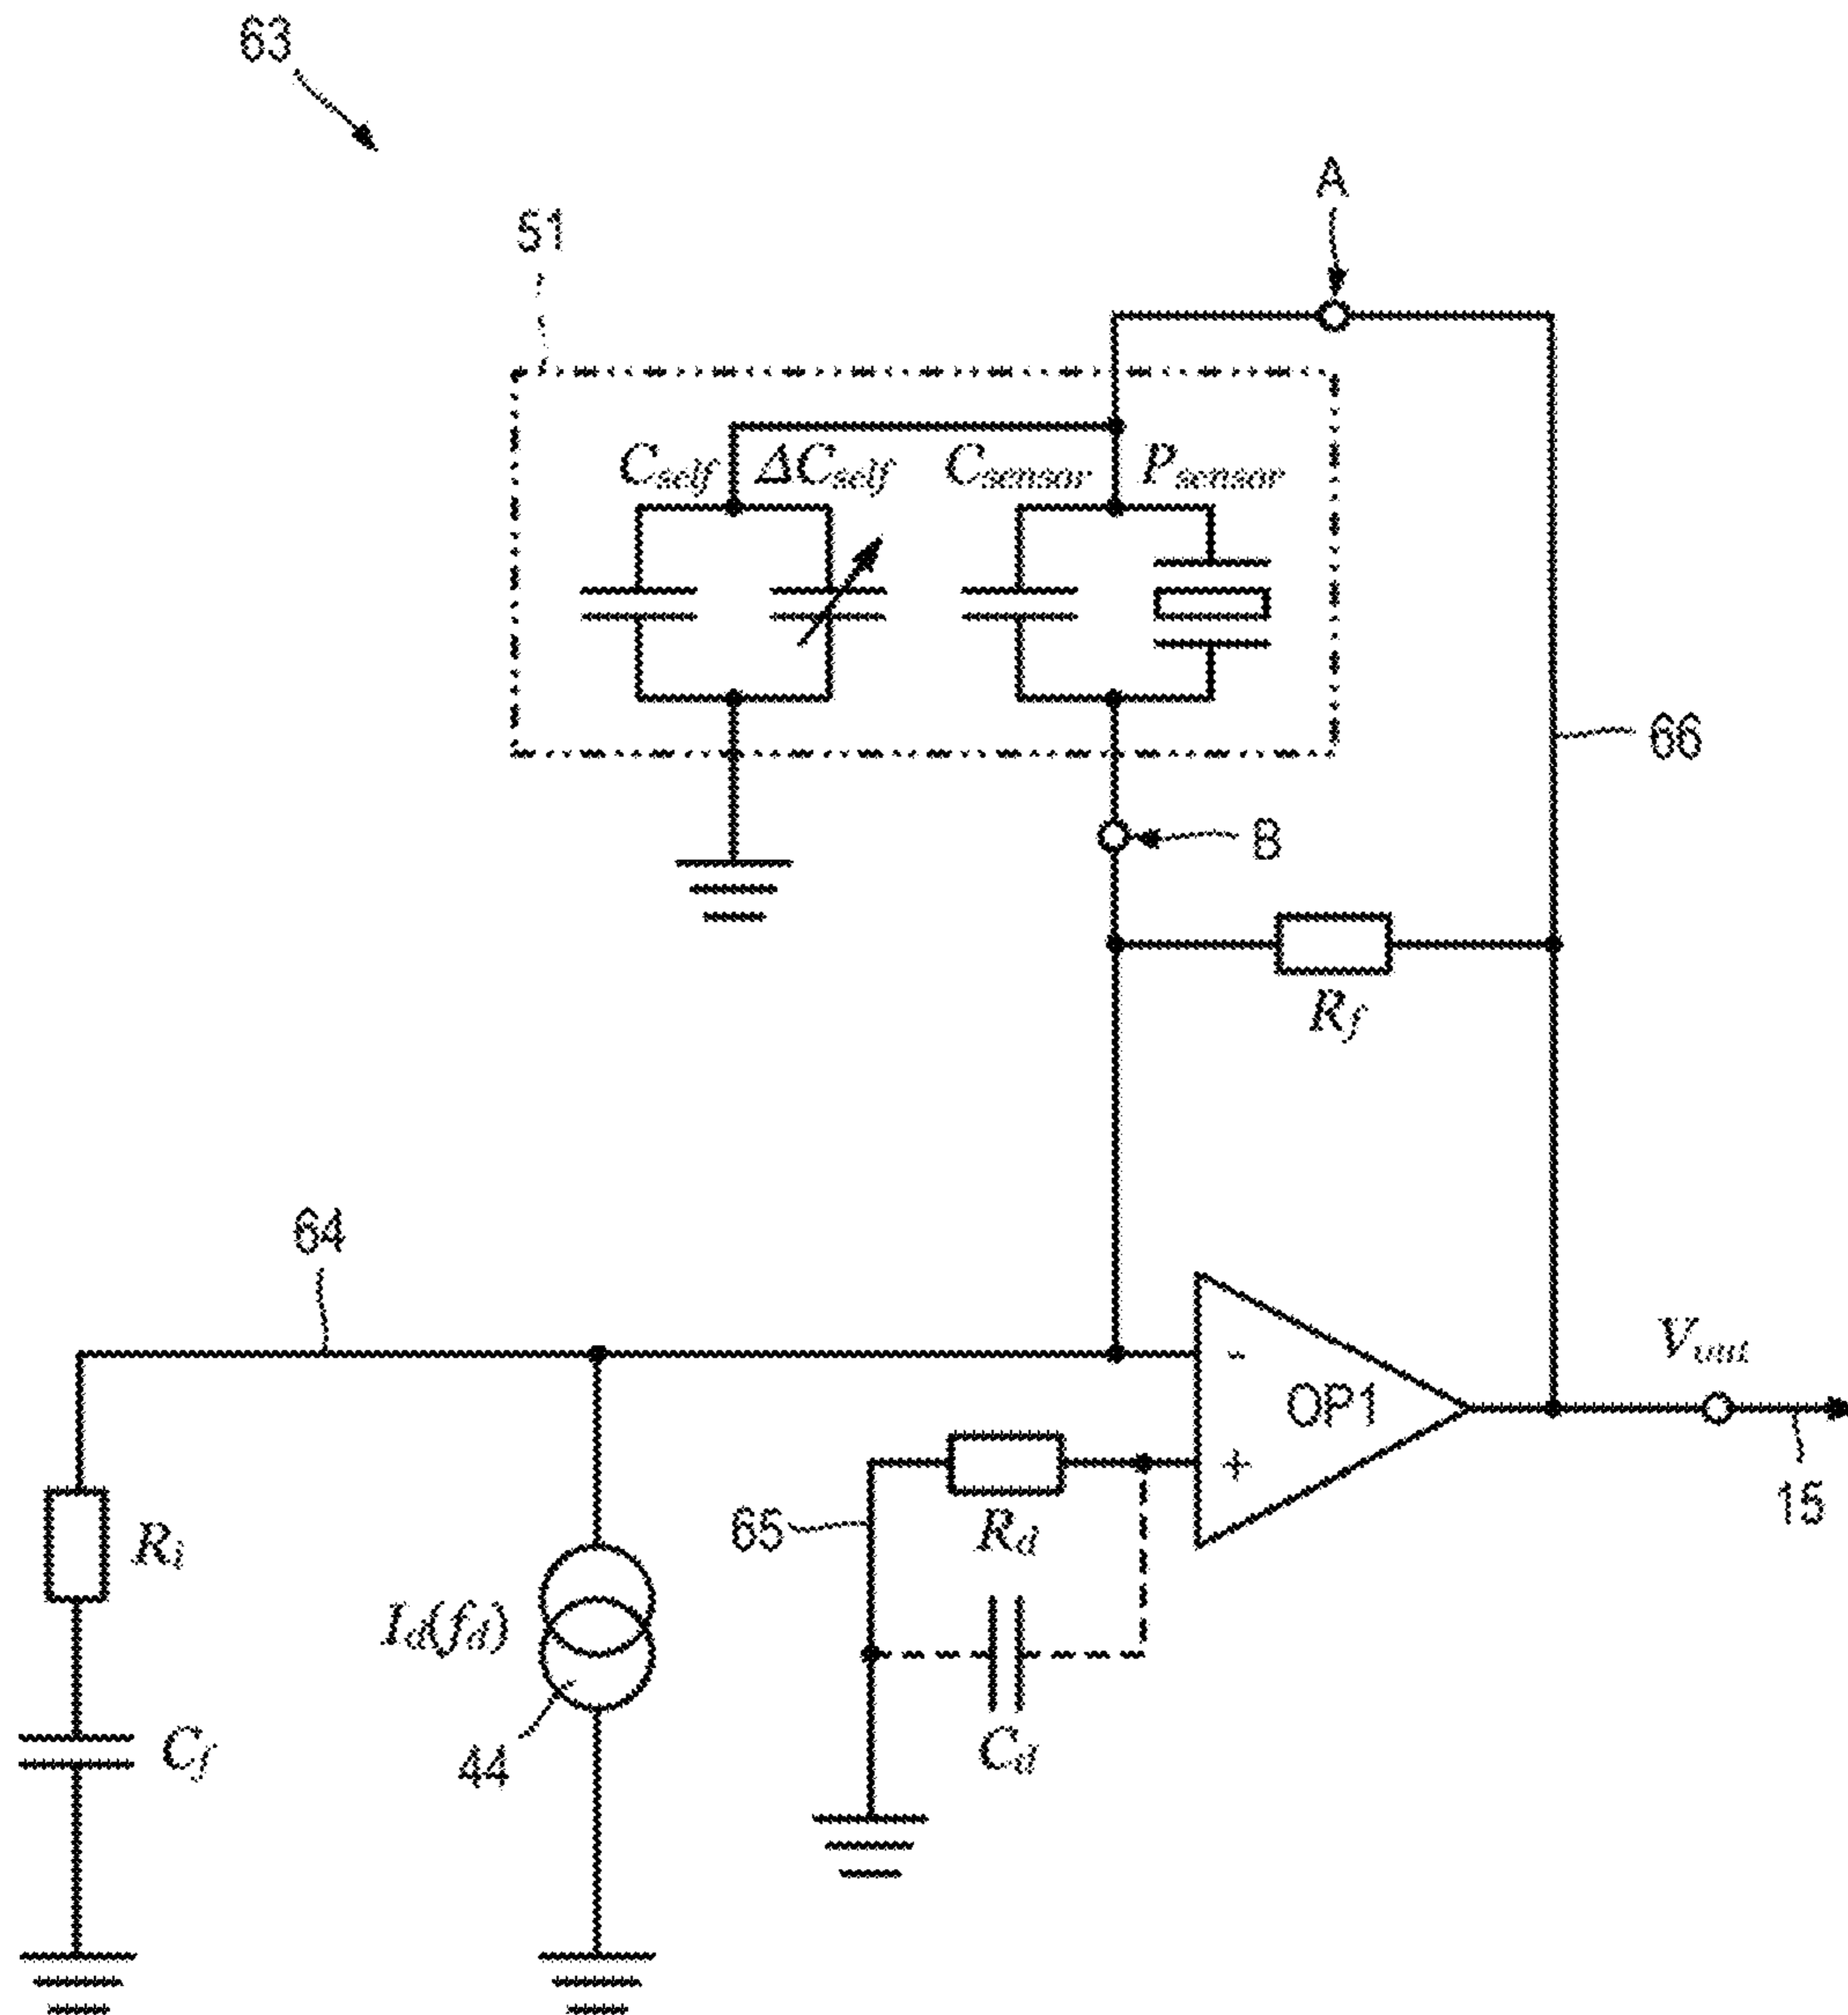 63
A
51
Cself ΔCself Csensor Psensor
66
B
Rf
64
Vout
-
OP1
+
15
65
Rd
Ri
Id(fd)
Cf
44
Cd